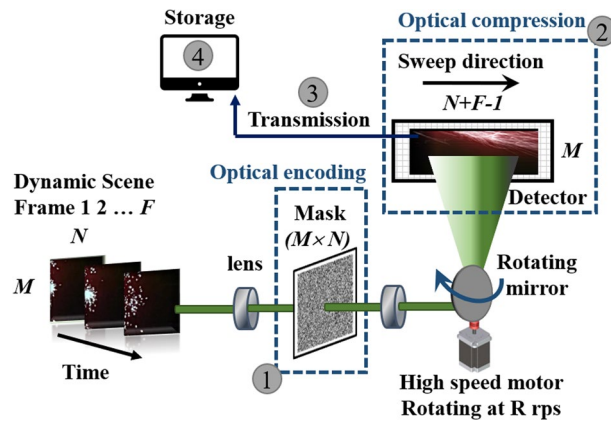 Storage
4
3
Transmission
Optical compression
2
Sweep direction
N+F-1
M
Detector
Optical encoding
Mask
(M×N)
Dynamic Scene
Frame 1 2 ... F
N
M
lens
Time
1
Rotating
mirror
High speed motor
Rotating at R rps